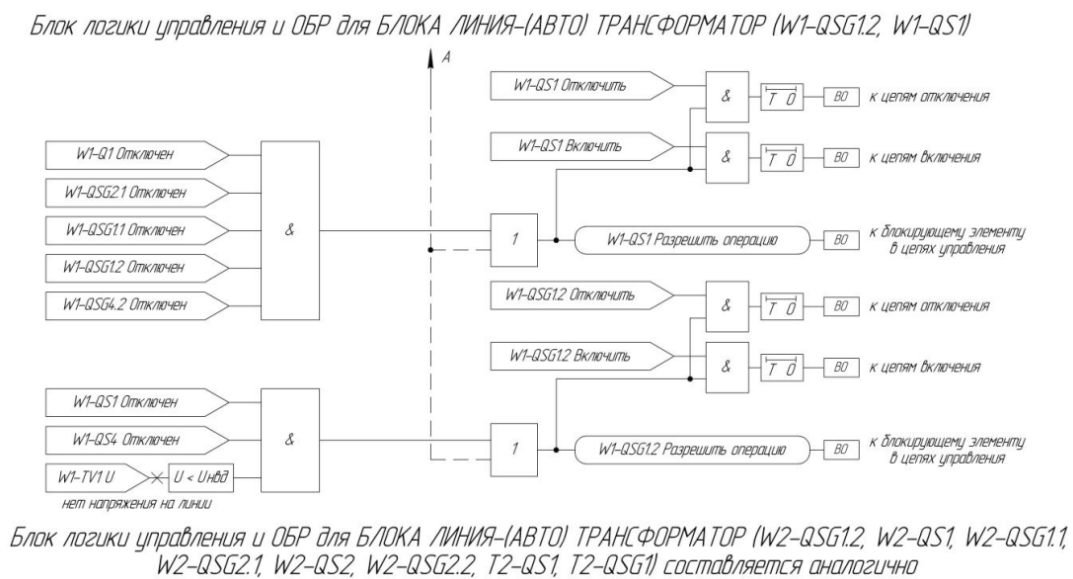 Блок логики управления и ОБР для БЛОКА ЛИНИЯ-(АВТО) ТРАНСФОРМАТОР (W1-QSG1.2, W1-QS1)
А
W1-QS1 Отключить
&
T 0
ВО
к цепям отключения
W1-QS1 Включить
&
T 0
ВО
к цепям включения
W1-Q1 Отключен
W1-QSG2.1 Отключен
W1-QSG1.1 Отключен
W1-QSG1.2 Отключен
W1-QSG4.2 Отключен
&
1
W1-QS1 Разрешить операцию
ВО
к блокирующему элементу
в цепях управления
W1-QSG1.2 Отключить
&
T 0
ВО
к цепям отключения
W1-QSG1.2 Включить
&
T 0
ВО
к цепям включения
W1-QS1 Отключен
W1-QS4 Отключен
W1-TV1 U
U < Uнвд
нет напряжения на линии
&
1
W1-QSG1.2 Разрешить операцию
ВО
к блокирующему элементу
в цепях управления
Блок логики управления и ОБР для БЛОКА ЛИНИЯ-(АВТО) ТРАНСФОРМАТОР (W2-QSG1.2, W2-QS1, W2-QSG1.1,
W2-QSG2.1, W2-QS2, W2-QSG2.2, T2-QS1, T2-QSG1) составляется аналогично